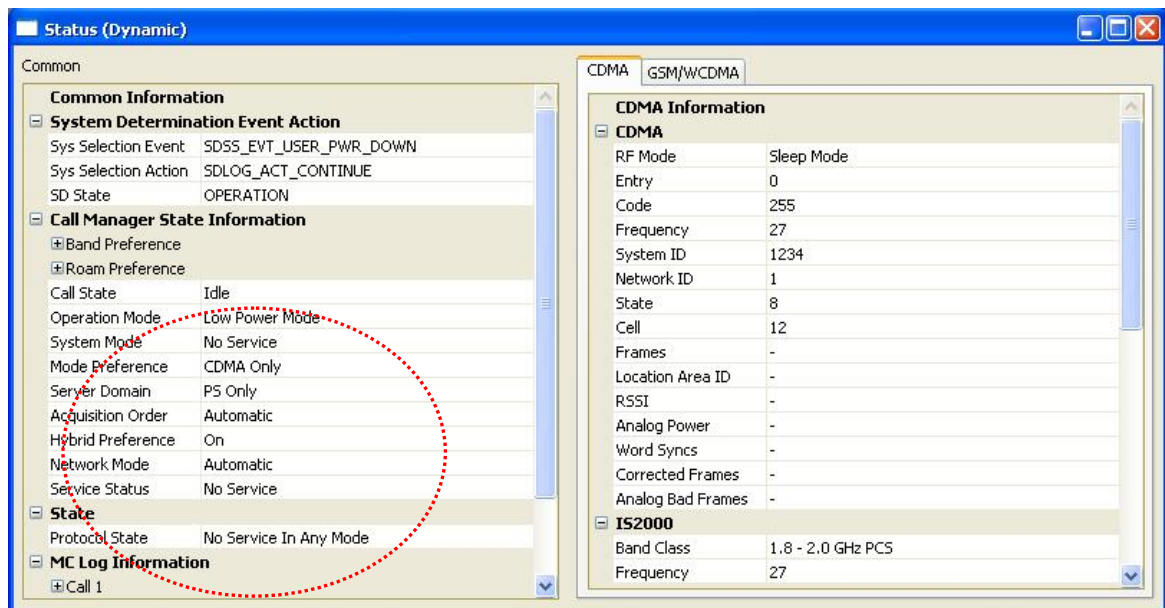 Status (Dynamic)
Common
Common Information
System Determination Event Action
Sys Selection Event SDSS_EVT_USER_PWR_DOWN
Sys Selection Action SDLOG_ACT_CONTINUE
SD State OPERATION
Call Manager State Information
Band Preference
Roam Preference
Call State Idle
Operation Mode Low Power Mode
System Mode No Service
Mode Preference CDMA Only
Server Domain PS Only
Acquisition Order Automatic
Hybrid Preference On
Network Mode Automatic
Service Status No Service
State
Protocol State No Service In Any Mode
MC Log Information
Call 1
CDMA GSM/WCDMA
CDMA Information
CDMA
RF Mode Sleep Mode
Entry 0
Code 255
Frequency 27
System ID 1234
Network ID 1
State 8
Cell 12
Frames -
Location Area ID -
RSSI -
Analog Power -
Word Syncs -
Corrected Frames -
Analog Bad Frames -
IS2000
Band Class 1.8 - 2.0 GHz PCS
Frequency 27